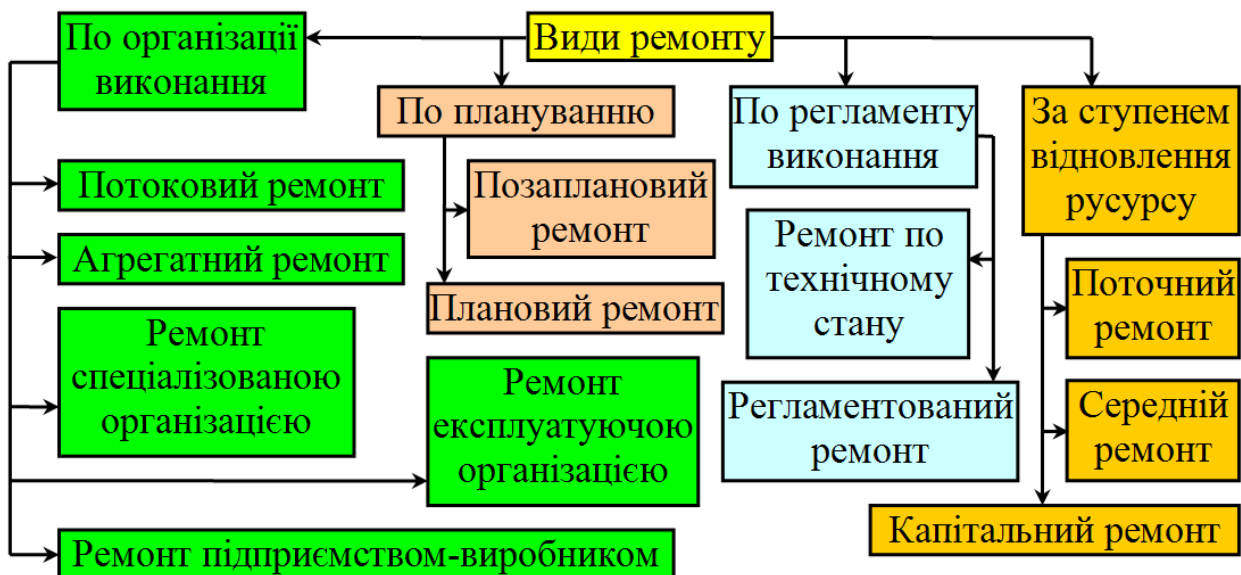 Види ремонту
По організації
виконання
Потоковий ремонт
Агрегатний ремонт
Ремонт
спеціалізованою
організацією
Ремонт
експлуатуючою
організацією
Ремонт підприємством-виробником
По плануванню
Позаплановий
ремонт
Плановий ремонт
По регламенту
виконання
Ремонт по
технічному
стану
Регламентований
ремонт
За ступенем
відновлення
русурсу
Поточний
ремонт
Середній
ремонт
Капітальний ремонт